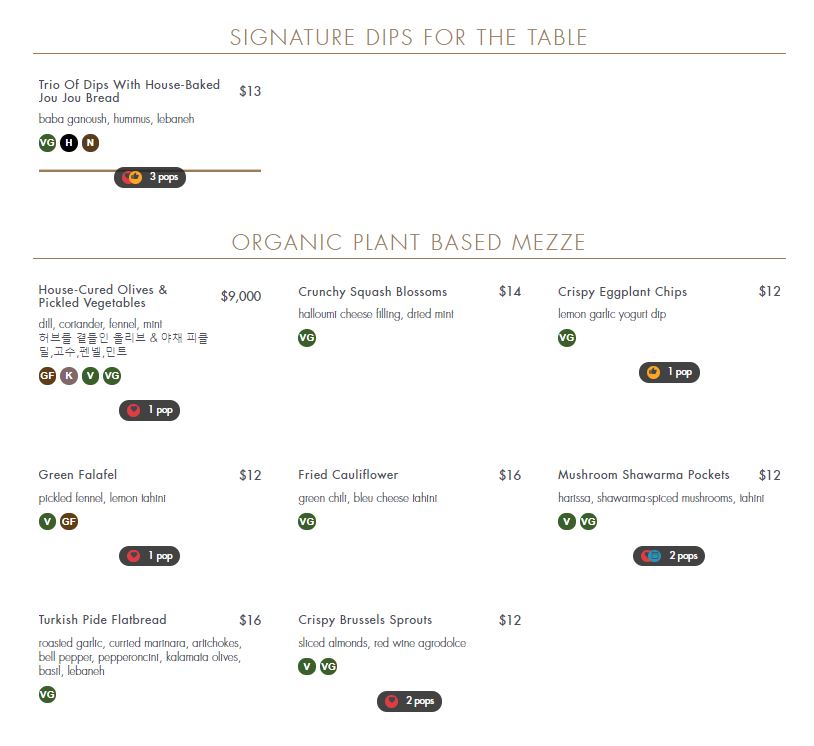 SIGNATURE DIPS FOR THE TABLE
Trio Of Dips With House-Baked
Jou Jou Bread
$13
baba ganoush, hummus, lebaneh
VG H N
3 pops
ORGANIC PLANT BASED MEZZE
House-Cured Olives &
Pickled Vegetables
$9,000
dill, coriander, fennel, mint
허브를 곁들인 올리브 & 야채 피클
딜,고수,펜넬,민트
GF K V VG
1 pop
Crunchy Squash Blossoms $14
halloumi cheese filling, dried mint
VG
Crispy Eggplant Chips $12
lemon garlic yogurt dip
VG
1 pop
Green Falafel $12
pickled fennel, lemon tahini
V GF
1 pop
Fried Cauliflower $16
green chili, bleu cheese tahini
VG
Mushroom Shawarma Pockets $12
harissa, shawarma-spiced mushrooms, tahini
V VG
2 pops
Turkish Pide Flatbread $16
roasted garlic, curried marinara, artichokes,
bell pepper, pepperoncini, kalamata olives,
basil, lebaneh
VG
Crispy Brussels Sprouts $12
sliced almonds, red wine agrodolce
V VG
2 pops